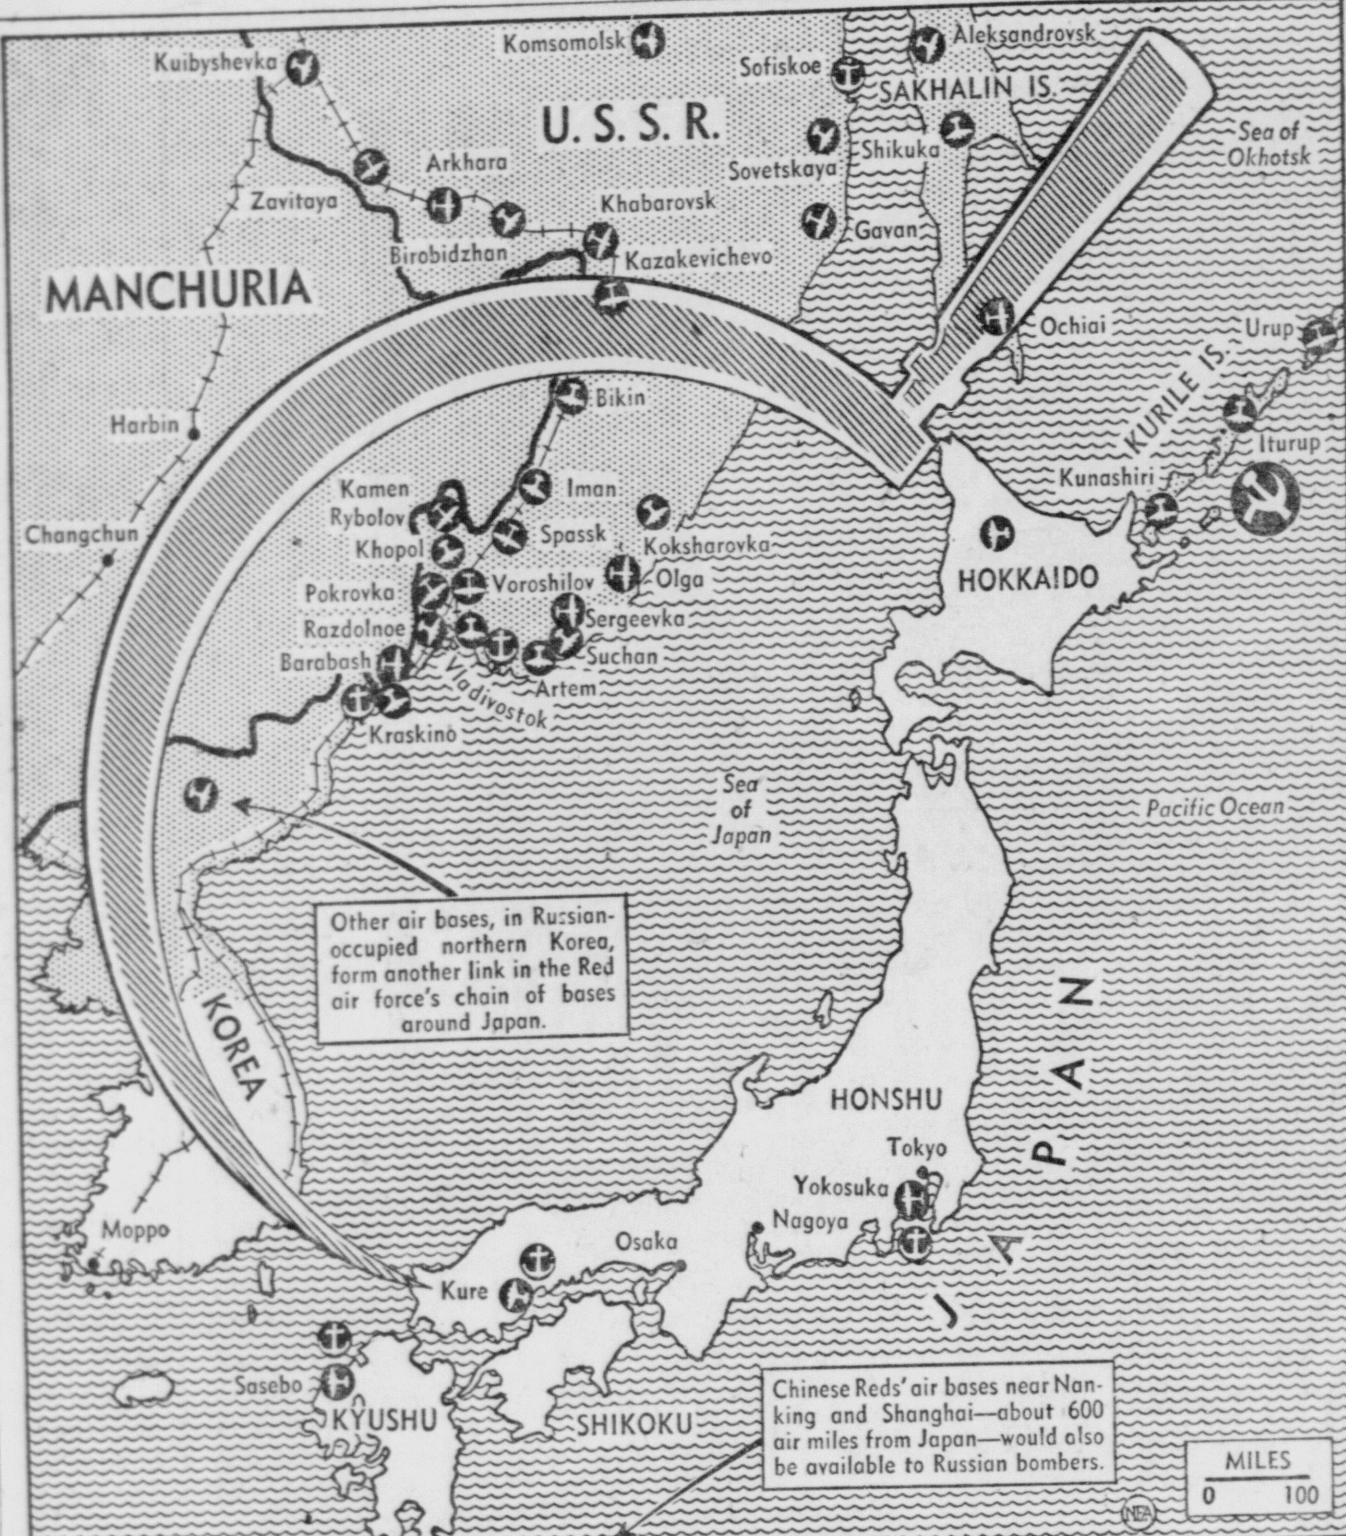 Kuibyshevka
Komsomolsk
Aleksandrovsk
Sofiskoe
SAKHALIN IS.
U. S. S. R.
Sea of
Okhotsk
Arkhara
Shikuka
Sovetskaya
Zavitaya
Khabarovsk
Gavan
Birobidzhan
Kazakevichevo
MANCHURIA
Ochiai
Urup
KURILE IS.
Bikin
Harbin
Iturup
Kunashiri
Kamen
Rybolov
Iman
Changchun
Khopol
Spassk
Koksharovka
HOKKAIDO
Pokrovka
Voroshilov
Olga
Razdolnoe
Sergeevka
Barabash
Suchan
Vladivostok
Artem
Kraskino
Sea
of
Japan
Pacific Ocean
Other air bases, in Russian-
occupied northern Korea,
form another link in the Red
air force's chain of bases
around Japan.
KOREA
JAPAN
HONSHU
Tokyo
Yokosuka
Nagoya
Moppo
Osaka
Kure
Sasebo
KYUSHU
SHIKOKU
Chinese Reds' air bases near Nan-
king and Shanghai—about 600
air miles from Japan—would also
be available to Russian bombers.
MILES
0 100
NEA